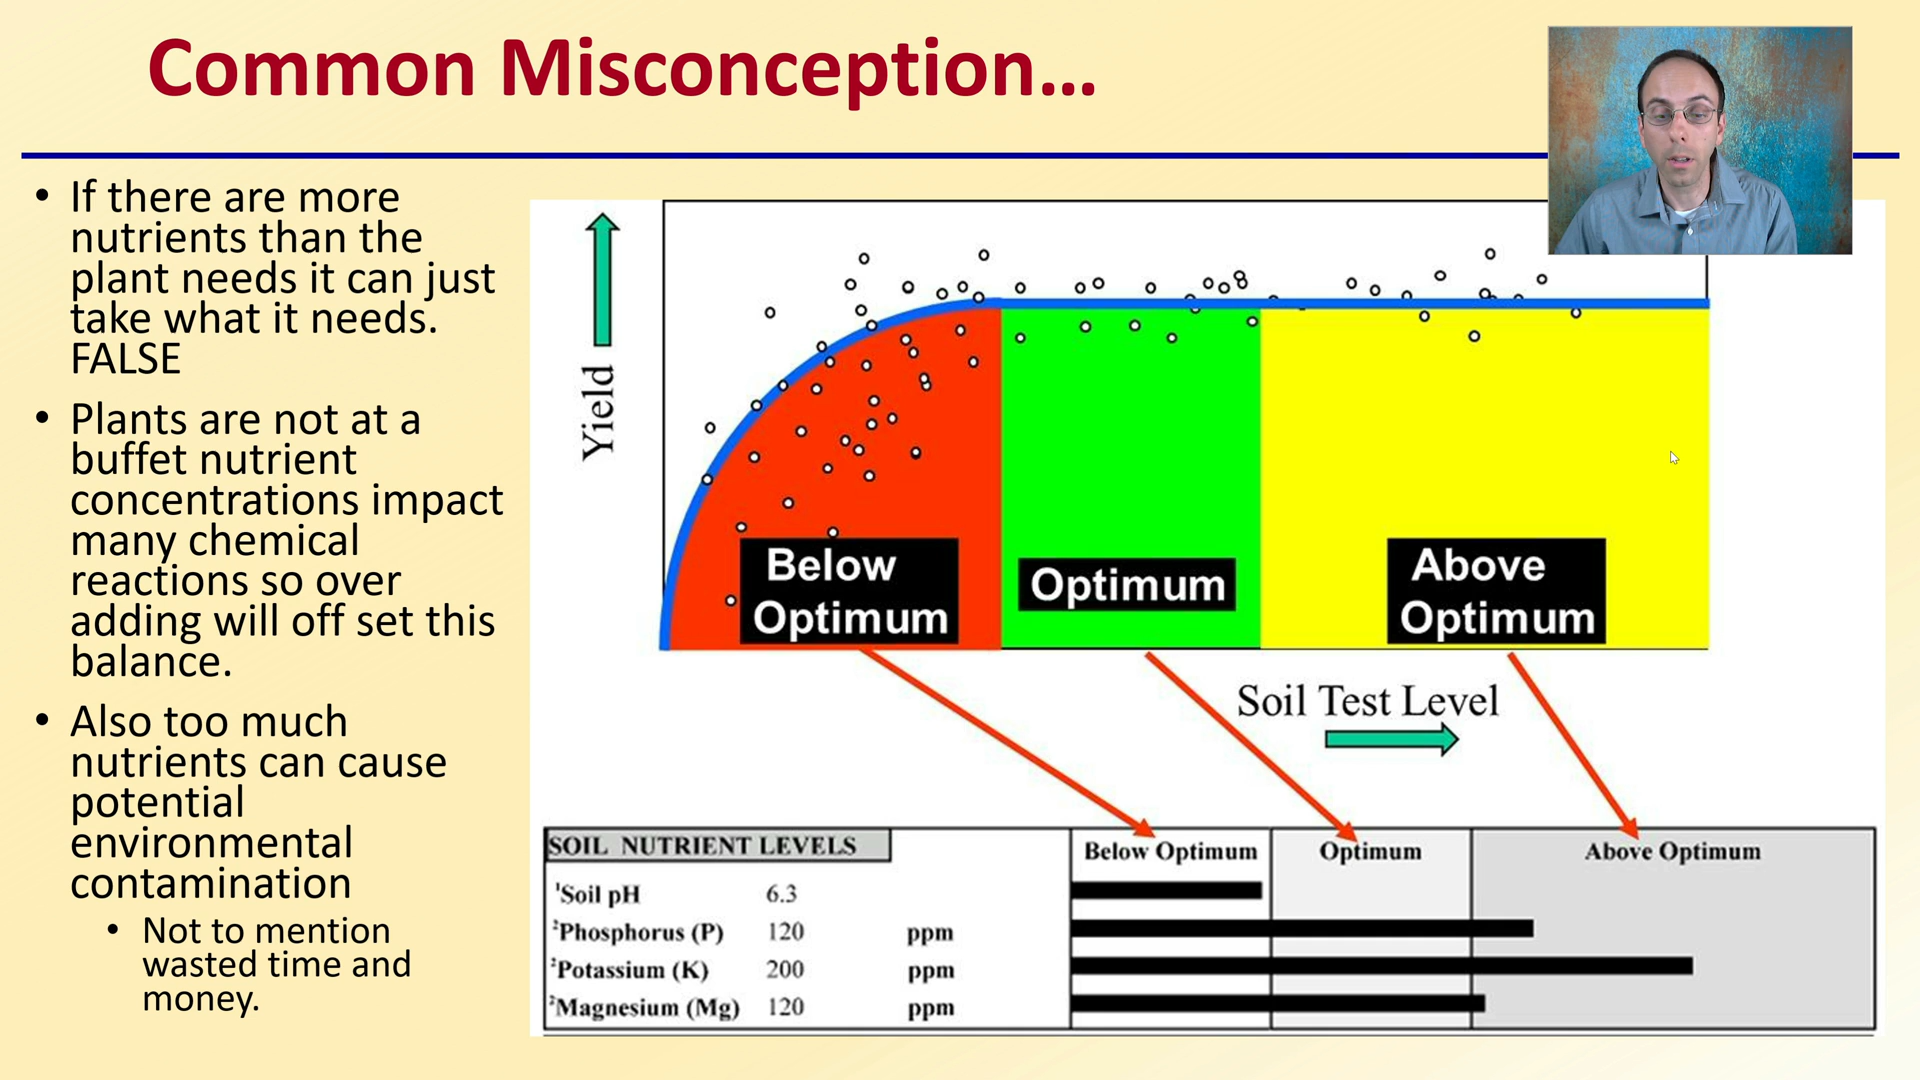 Common Misconception...
• If there are more
nutrients than the
plant needs it can just
take what it needs.
FALSE
• Plants are not at a
buffet nutrient
concentrations impact
many chemical
reactions so over
adding will off set this
balance.
• Also too much
nutrients can cause
potential
environmental
contamination
• Not to mention
wasted time and
money.
Yield
Below
Optimum
Optimum
Above
Optimum
Soil Test Level
SOIL NUTRIENT LEVELS Below Optimum Optimum Above Optimum
¹Soil pH 6.3
²Phosphorus (P) 120 ppm
²Potassium (K) 200 ppm
²Magnesium (Mg) 120 ppm